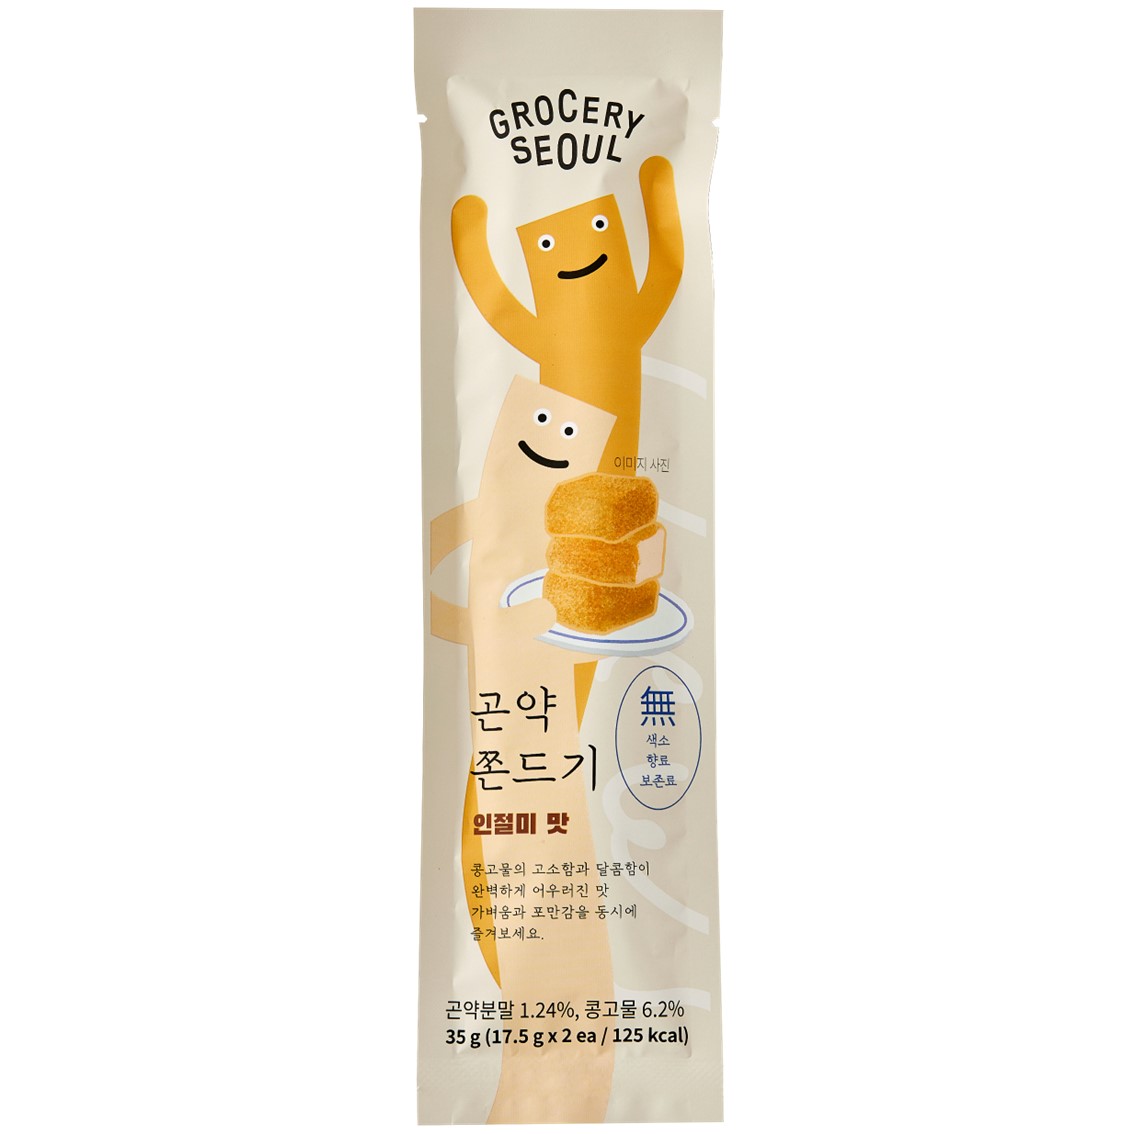 GROCERY
SEOUL
이미지 사진
곤약
쫀드기
인절미 맛
無
색소
향료
보존료
콩고물의 고소함과 달콤함이
완벽하게 어우러진 맛
가벼움과 포만감을 동시에
즐겨보세요.
곤약분말 1.24%, 콩고물 6.2%
35 g (17.5 g x 2 ea / 125 kcal)